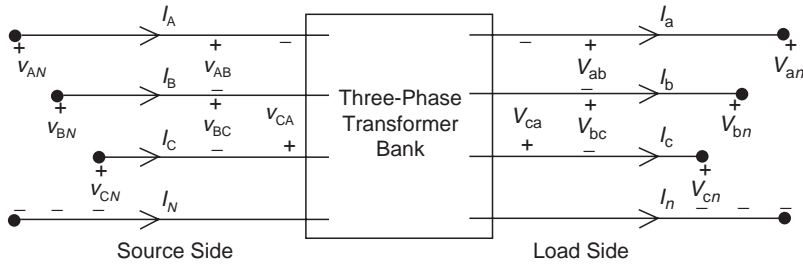 I_A I_a
+ − − +
v_AN + v_AB + V_ab V_an
I_B I_b
+ − − +
v_BN + v_BC v_CA Three-Phase Transformer Bank V_ca + V_bc V_bn
I_C I_c
+ − + + − +
v_CN V_cn
− − − I_N I_n − − −
Source Side Load Side